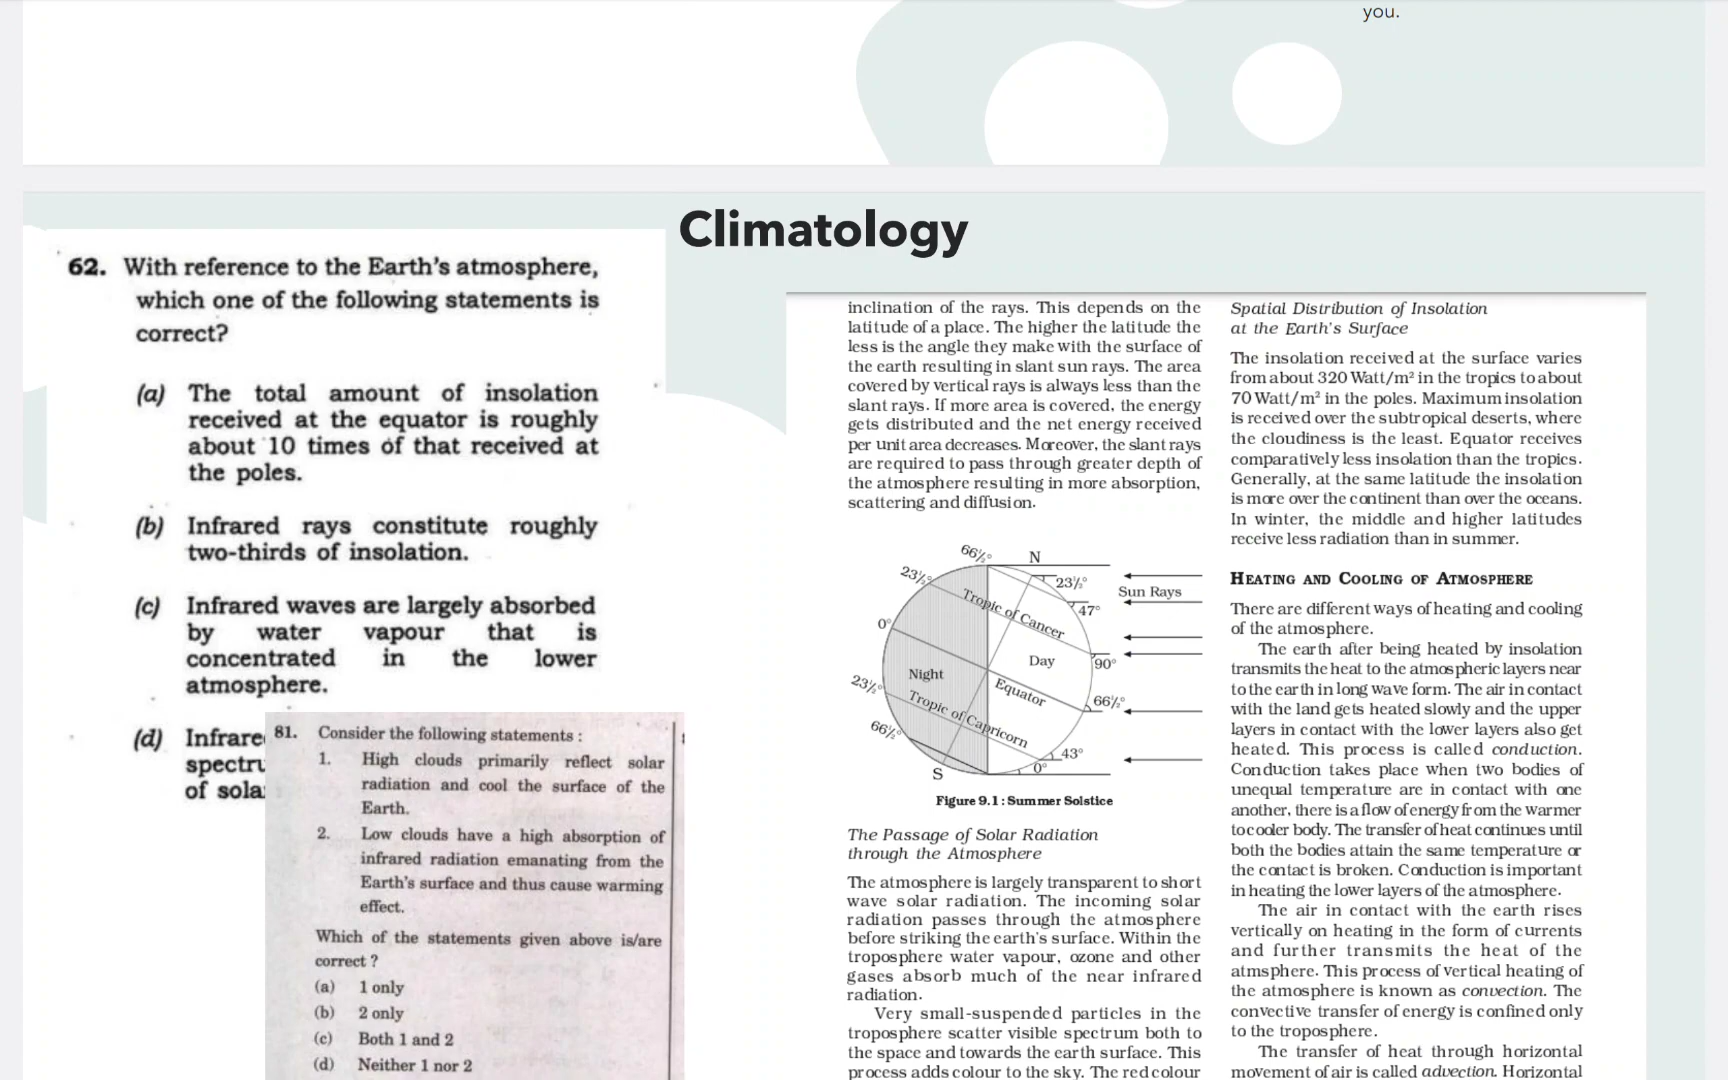 you.
Climatology
62. With reference to the Earth's atmosphere,
which one of the following statements is
correct?
(a) The total amount of insolation
received at the equator is roughly
about 10 times of that received at
the poles.
(b) Infrared rays constitute roughly
two-thirds of insolation.
(c) Infrared waves are largely absorbed
by water vapour that is
concentrated in the lower
atmosphere.
(d) Infrare
spectru
of sola
81. Consider the following statements :
1. High clouds primarily reflect solar
radiation and cool the surface of the
Earth.
2. Low clouds have a high absorption of
infrared radiation emanating from the
Earth's surface and thus cause warming
effect.
Which of the statements given above is/are
correct ?
(a) 1 only
(b) 2 only
(c) Both 1 and 2
(d) Neither 1 nor 2
inclination of the rays. This depends on the
latitude of a place. The higher the latitude the
less is the angle they make with the surface of
the earth resulting in slant sun rays. The area
covered by vertical rays is always less than the
slant rays. If more area is covered, the energy
gets distributed and the net energy received
per unit area decreases. Moreover, the slant rays
are required to pass through greater depth of
the atmosphere resulting in more absorption,
scattering and diffusion.
66½°
N
23½°
23½°
Sun Rays
47°
Tropic of Cancer
0°
Day
90°
Night
23½°
Equator
66½°
Tropic of Capricorn
66½°
43°
0°
S
Figure 9.1 : Summer Solstice
The Passage of Solar Radiation
through the Atmosphere
The atmosphere is largely transparent to short
wave solar radiation. The incoming solar
radiation passes through the atmosphere
before striking the earth's surface. Within the
troposphere water vapour, ozone and other
gases absorb much of the near infrared
radiation.
Very small-suspended particles in the
troposphere scatter visible spectrum both to
the space and towards the earth surface. This
process adds colour to the sky. The red colour
Spatial Distribution of Insolation
at the Earth's Surface
The insolation received at the surface varies
from about 320 Watt/m² in the tropics to about
70 Watt/m² in the poles. Maximum insolation
is received over the subtropical deserts, where
the cloudiness is the least. Equator receives
comparatively less insolation than the tropics.
Generally, at the same latitude the insolation
is more over the continent than over the oceans.
In winter, the middle and higher latitudes
receive less radiation than in summer.
HEATING AND COOLING OF ATMOSPHERE
There are different ways of heating and cooling
of the atmosphere.
The earth after being heated by insolation
transmits the heat to the atmospheric layers near
to the earth in long wave form. The air in contact
with the land gets heated slowly and the upper
layers in contact with the lower layers also get
heated. This process is called conduction.
Conduction takes place when two bodies of
unequal temperature are in contact with one
another, there is a flow of energy from the warmer
to cooler body. The transfer of heat continues until
both the bodies attain the same temperature or
the contact is broken. Conduction is important
in heating the lower layers of the atmosphere.
The air in contact with the earth rises
vertically on heating in the form of currents
and further transmits the heat of the
atmsphere. This process of vertical heating of
the atmosphere is known as convection. The
convective transfer of energy is confined only
to the troposphere.
The transfer of heat through horizontal
movement of air is called advection. Horizontal